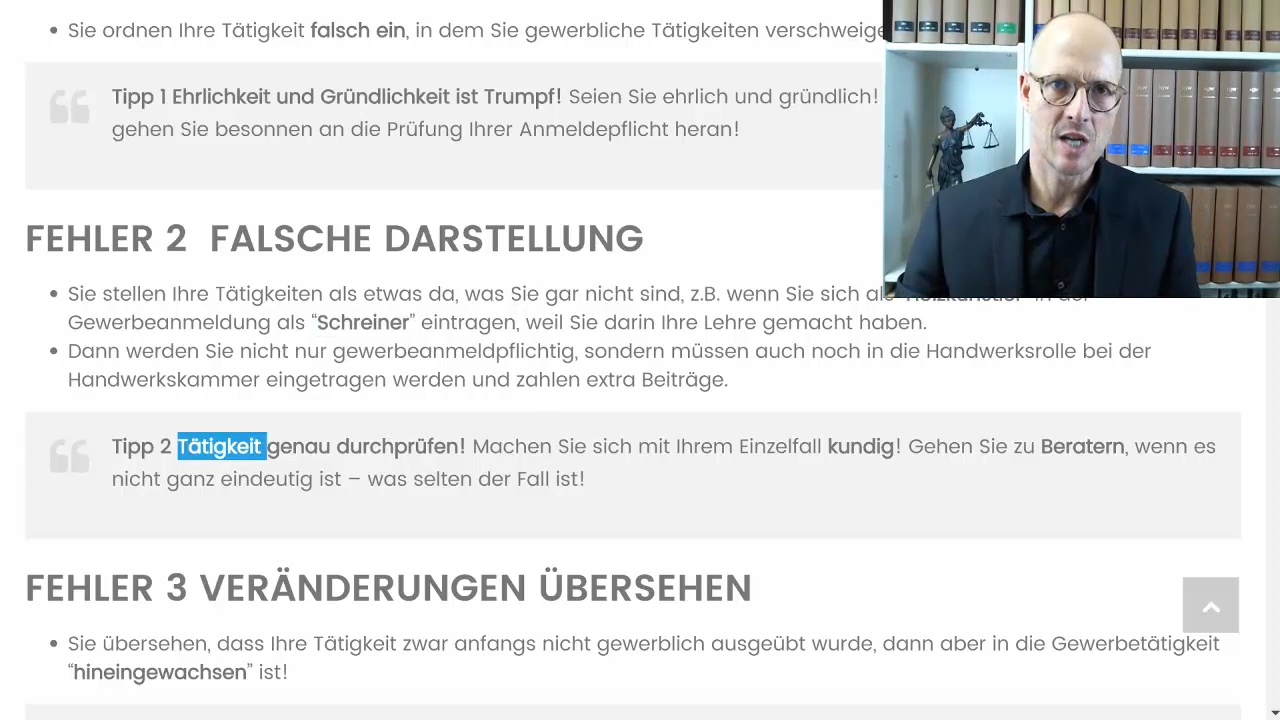 Sie ordnen Ihre Tätigkeit falsch ein, in dem Sie gewerbliche Tätigkeiten
Tipp 1 Ehrlichkeit und Gründlichkeit ist Trumpf! Seien Sie ehrlich und gründlich!
gehen Sie besonnen an die Prüfung Ihrer Anmeldepflicht heran!
FEHLER 2 FALSCHE DARSTELLUNG
Sie stellen Ihre Tätigkeiten als etwas da, was Sie gar nicht sind, z.B. wenn Sie sich
Gewerbeanmeldung als “Schreiner” eintragen, weil Sie darin Ihre Lehre gemacht haben.
Dann werden Sie nicht nur gewerbeanmeldpflichtig, sondern müssen auch noch in die Handwerksrolle bei der
Handwerkskammer eingetragen werden und zahlen extra Beiträge.
Tipp 2 Tätigkeit genau durchprüfen! Machen Sie sich mit Ihrem Einzelfall kundig! Gehen Sie zu Beratern, wenn es
nicht ganz eindeutig ist – was selten der Fall ist!
FEHLER 3 VERÄNDERUNGEN ÜBERSEHEN
Sie übersehen, dass Ihre Tätigkeit zwar anfangs nicht gewerblich ausgeübt wurde, dann aber in die Gewerbetätigkeit
“hineingewachsen” ist!